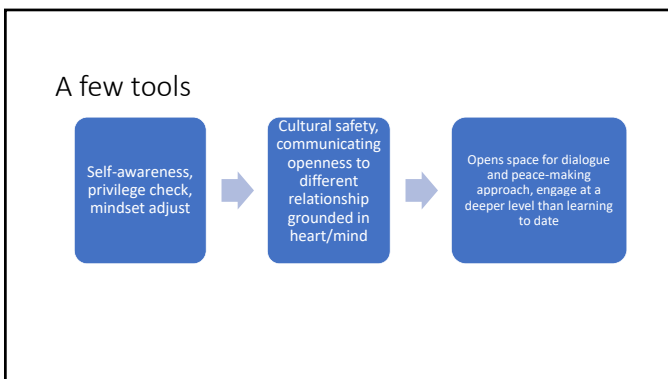 A few tools
Self-awareness,
privilege check,
mindset adjust
Cultural safety,
communicating
openness to
different
relationship
grounded in
heart/mind
Opens space for dialogue
and peace-making
approach, engage at a
deeper level than learning
to date